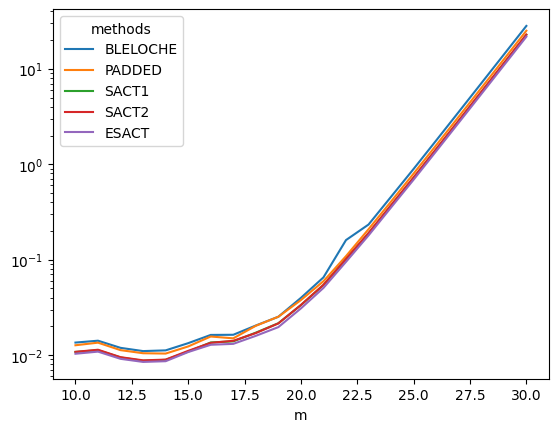 methods
BLELOCHE
PADDED
SACT1
SACT2
ESACT
10¹
10⁰
10⁻¹
10⁻²
10.0 12.5 15.0 17.5 20.0 22.5 25.0 27.5 30.0
m